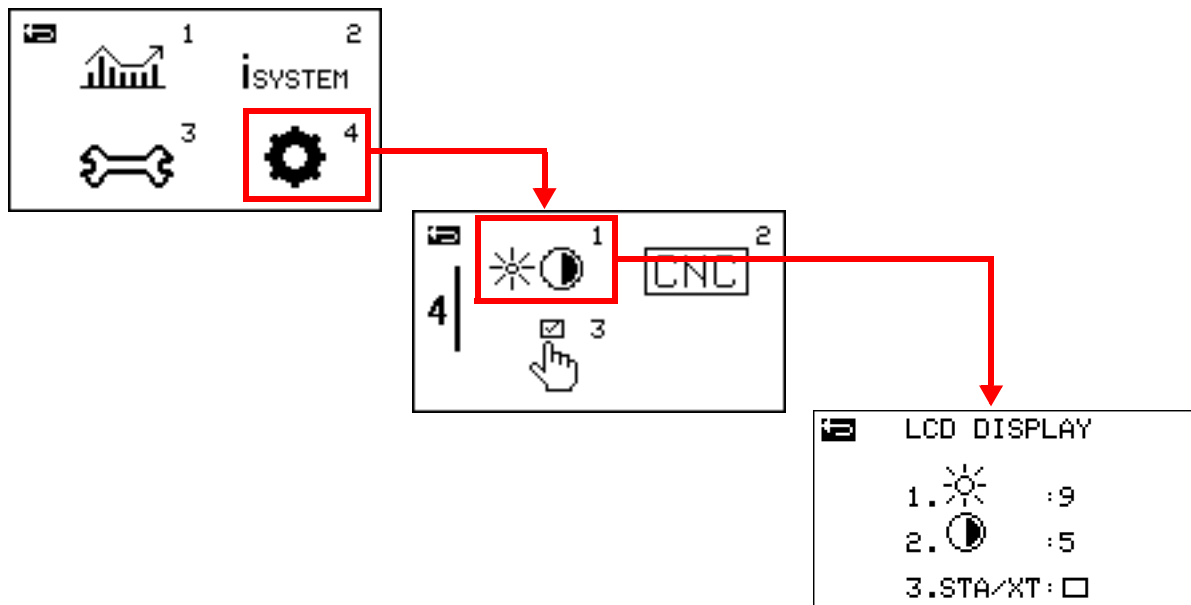 1
2
iSYSTEM
3
4
1
2
CNC
4
3
LCD DISPLAY
1. :9
2. :5
3.STA/XT: